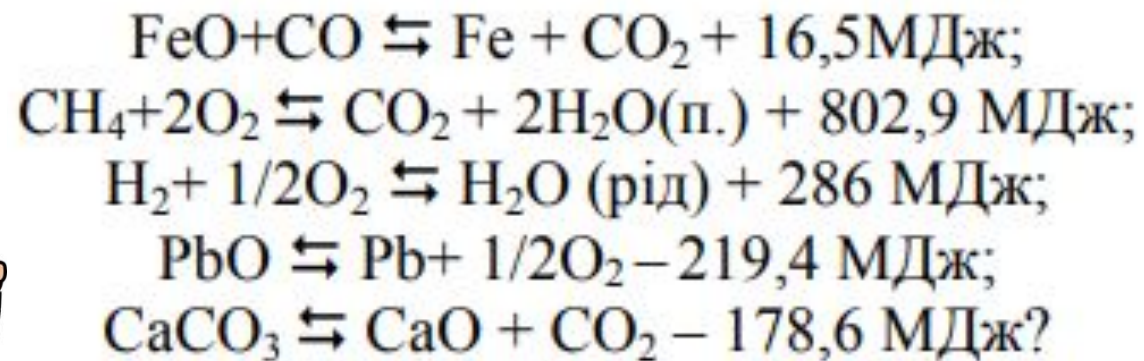 FeO+CO ⇆ Fe + CO₂ + 16,5МДж;
CH₄+2O₂ ⇆ CO₂ + 2H₂O(п.) + 802,9 МДж;
H₂+ 1/2O₂ ⇆ H₂O (рід) + 286 МДж;
PbO ⇆ Pb+ 1/2O₂ – 219,4 МДж;
CaCO₃ ⇆ CaO + CO₂ – 178,6 МДж?